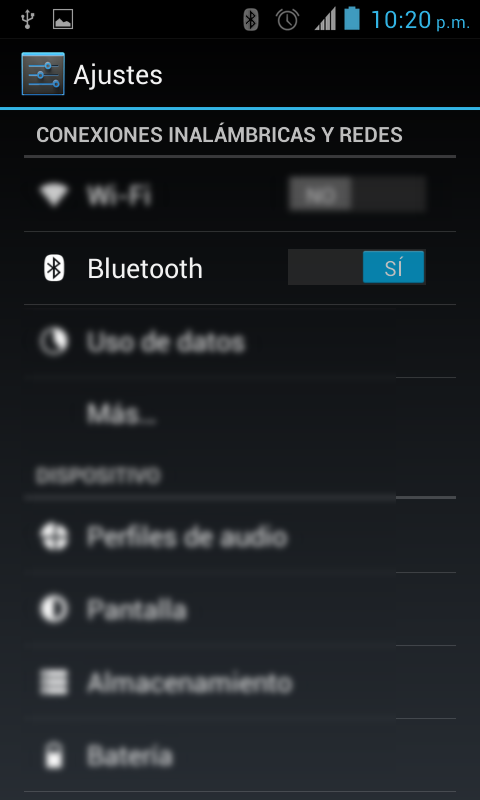 10:20 p.m.
Ajustes
CONEXIONES INALÁMBRICAS Y REDES
Wi-Fi NO
Bluetooth SÍ
Uso de datos
Más...
DISPOSITIVO
Perfiles de audio
Pantalla
Almacenamiento
Batería